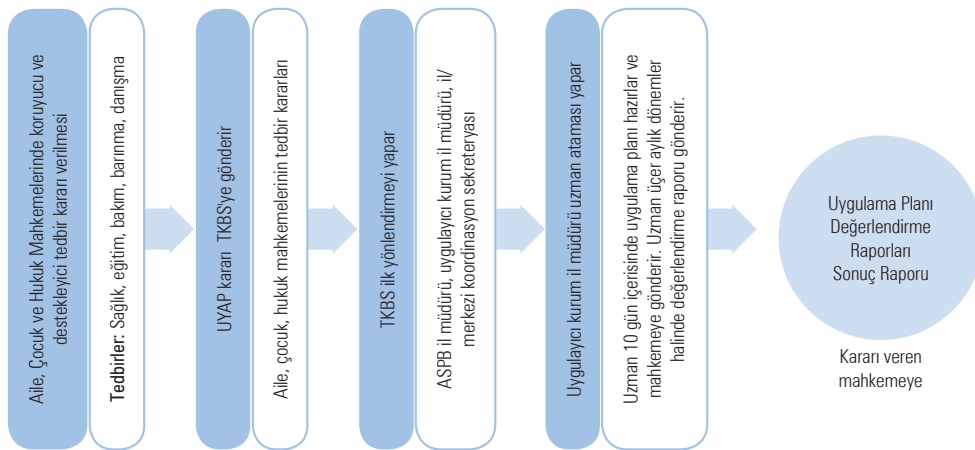 Aile, Çocuk ve Hukuk Mahkemelerinde koruyucu ve
destekleyici tedbir kararı verilmesi
Tedbirler: Sağlık, eğitim, bakım, barınma, danışma
UYAP kararı TKBS'ye gönderir
Aile, çocuk, hukuk mahkemelerinin tedbir kararları
TKBS ilk yönlendirmeyi yapar
ASPB il müdürü, uygulayıcı kurum il müdürü, il/
merkezi koordinasyon sekreteryası
Uygulayıcı kurum il müdürü uzman ataması yapar
Uzman 10 gün içerisinde uygulama planı hazırlar ve
mahkemeye gönderir. Uzman üçer aylık dönemler
halinde değerlendirme raporu gönderir.
Uygulama Planı
Değerlendirme
Raporları
Sonuç Raporu
Kararı veren
mahkemeye